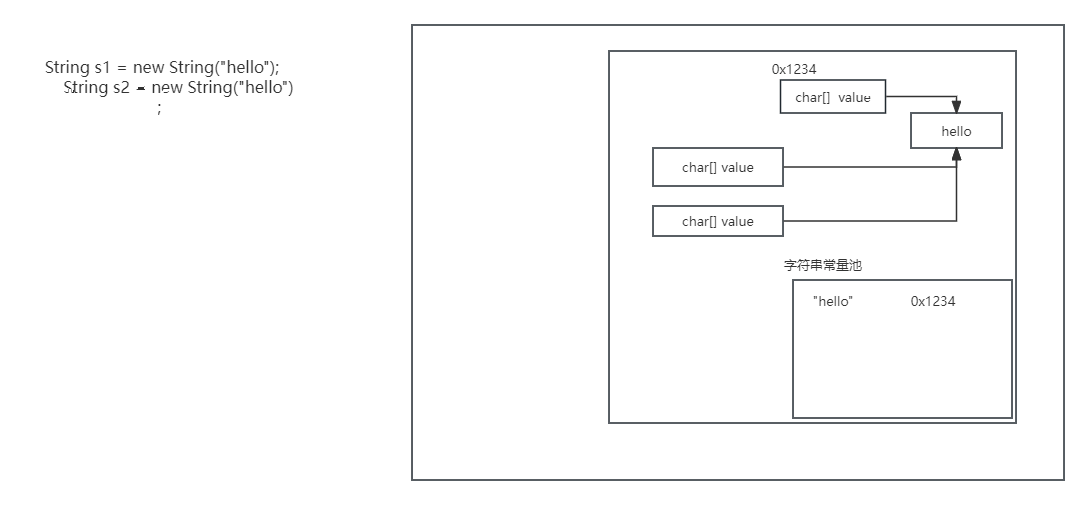 String s1 = new String("hello");
String s2 = new String("hello")
;
0x1234
char[] value
hello
char[] value
char[] value
字符串常量池
"hello" 0x1234